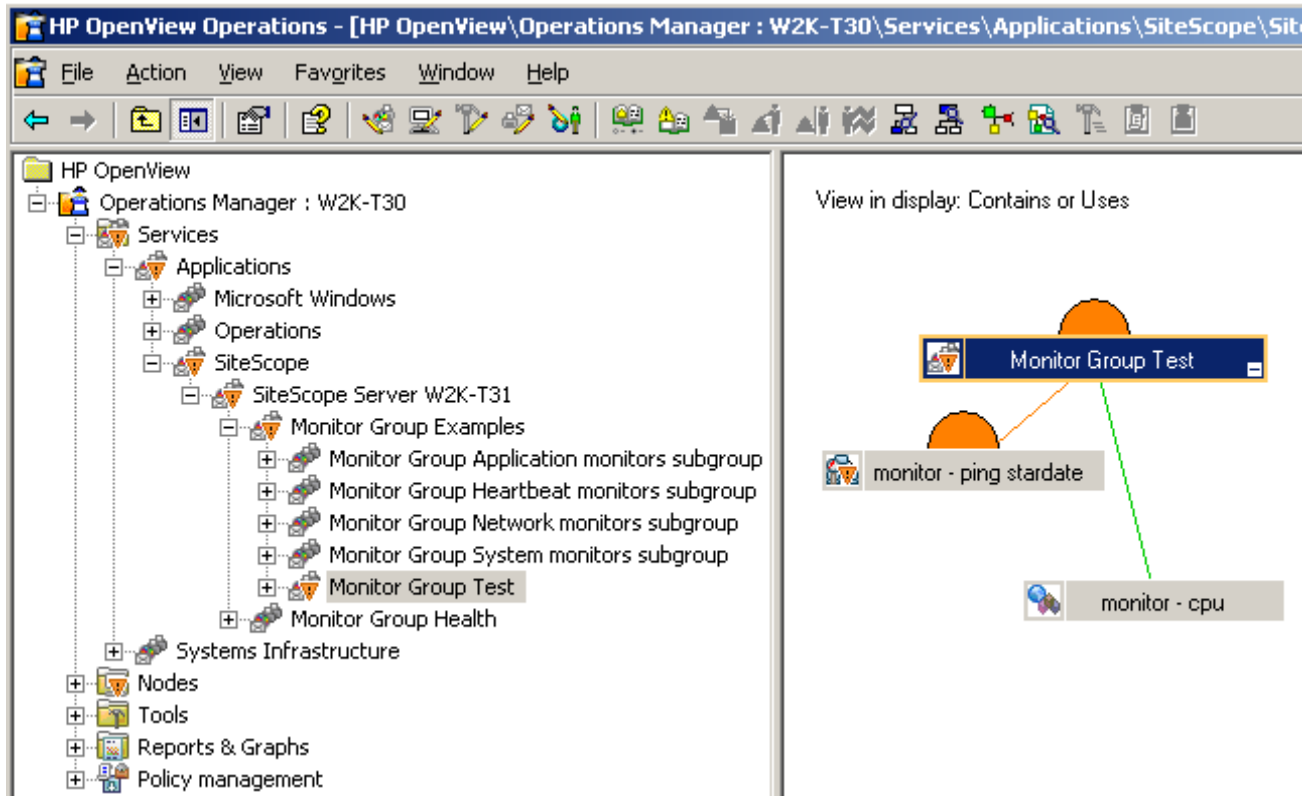 HP OpenView Operations - [HP OpenView\Operations Manager : W2K-T30\Services\Applications\SiteScope\Site
File Action View Favorites Window Help
HP OpenView
Operations Manager : W2K-T30
Services
Applications
Microsoft Windows
Operations
SiteScope
SiteScope Server W2K-T31
Monitor Group Examples
Monitor Group Application monitors subgroup
Monitor Group Heartbeat monitors subgroup
Monitor Group Network monitors subgroup
Monitor Group System monitors subgroup
Monitor Group Test
Monitor Group Health
Systems Infrastructure
Nodes
Tools
Reports & Graphs
Policy management
View in display: Contains or Uses
Monitor Group Test
monitor - ping stardate
monitor - cpu